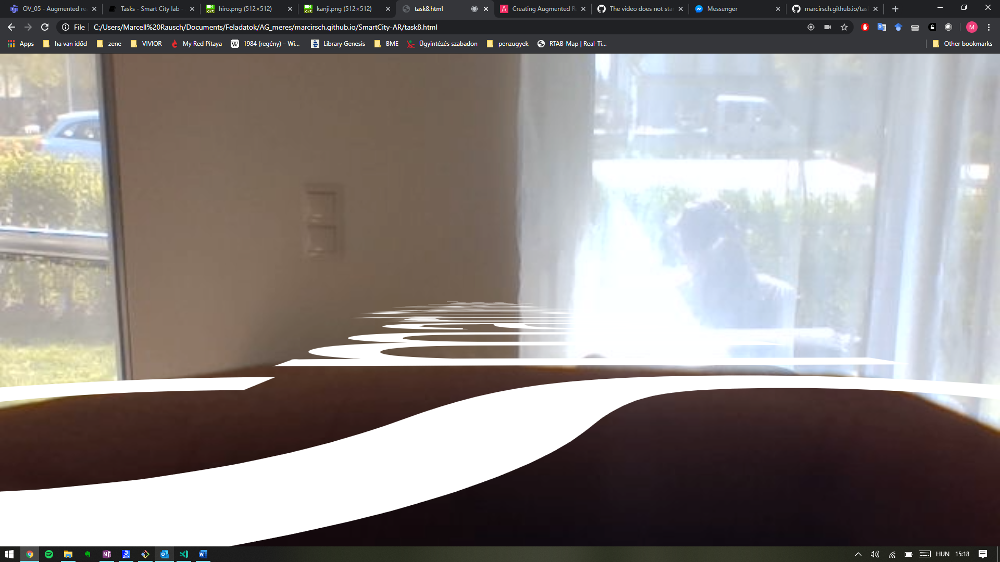 OV_05 - Augmented re
Tasks - Smart City lab -
hiro.png (512×512)
kanji.png (512×512)
task8.html
Creating Augmented R
The video does not sta
Messenger
marcirsch.github.io/tas
File
C:/Users/Marcell%20Rausch/Documents/Feladatok/AG_meres/marcirsch.github.io/SmartCity-AR/task8.html
M
Apps
ha van időd
zene
VIVIOR
My Red Pitaya
1984 (regény) – Wi...
Library Genesis
BME
Ügyintézés szabadon
penzugyek
RTAB-Map | Real-Ti...
Other bookmarks
HUN
15:18